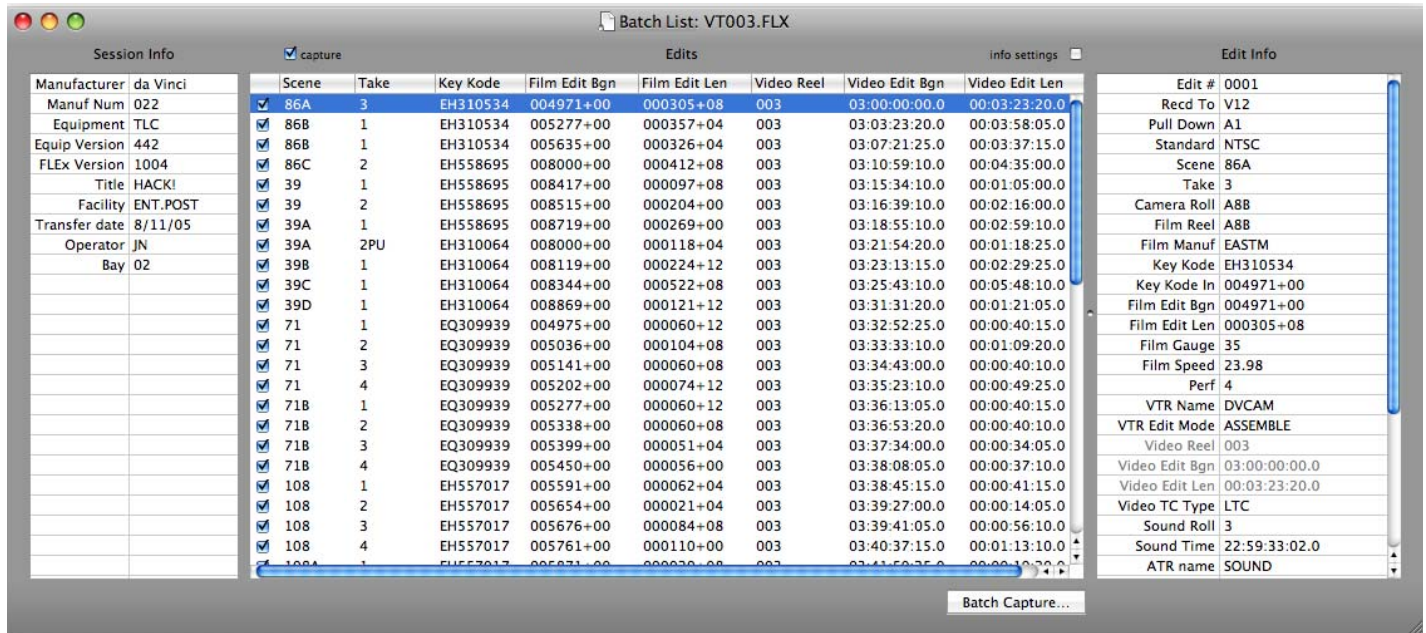 Batch List: VT003.FLX
Session Info
Manufacturer da Vinci
Manuf Num 022
Equipment TLC
Equip Version 442
FLEx Version 1004
Title HACK!
Facility ENT.POST
Transfer date 8/11/05
Operator JN
Bay 02
capture Edits info settings
Scene Take Key Kode Film Edit Bgn Film Edit Len Video Reel Video Edit Bgn Video Edit Len
86A 3 EH310534 004971+00 000305+08 003 03:00:00:00.0 00:03:23:20.0
86B 1 EH310534 005277+00 000357+04 003 03:03:23:20.0 00:03:58:05.0
86B 1 EH310534 005635+00 000326+04 003 03:07:21:25.0 00:03:37:15.0
86C 2 EH558695 008000+00 000412+08 003 03:10:59:10.0 00:04:35:00.0
39 1 EH558695 008417+00 000097+08 003 03:15:34:10.0 00:01:05:00.0
39 2 EH558695 008515+00 000204+00 003 03:16:39:10.0 00:02:16:00.0
39A 1 EH558695 008719+00 000269+00 003 03:18:55:10.0 00:02:59:10.0
39A 2PU EH310064 008000+00 000118+04 003 03:21:54:20.0 00:01:18:25.0
39B 1 EH310064 008119+00 000224+12 003 03:23:13:15.0 00:02:29:25.0
39C 1 EH310064 008344+00 000522+08 003 03:25:43:10.0 00:05:48:10.0
39D 1 EH310064 008869+00 000121+12 003 03:31:31:20.0 00:01:21:05.0
71 1 EQ309939 004975+00 000060+12 003 03:32:52:25.0 00:00:40:15.0
71 2 EQ309939 005036+00 000104+08 003 03:33:33:10.0 00:01:09:20.0
71 3 EQ309939 005141+00 000060+08 003 03:34:43:00.0 00:00:40:10.0
71 4 EQ309939 005202+00 000074+12 003 03:35:23:10.0 00:00:49:25.0
71B 1 EQ309939 005277+00 000060+12 003 03:36:13:05.0 00:00:40:15.0
71B 2 EQ309939 005338+00 000060+08 003 03:36:53:20.0 00:00:40:10.0
71B 3 EQ309939 005399+00 000051+04 003 03:37:34:00.0 00:00:34:05.0
71B 4 EQ309939 005450+00 000056+00 003 03:38:08:05.0 00:00:37:10.0
108 1 EH557017 005591+00 000062+04 003 03:38:45:15.0 00:00:41:15.0
108 2 EH557017 005654+00 000021+04 003 03:39:27:00.0 00:00:14:05.0
108 3 EH557017 005676+00 000084+08 003 03:39:41:05.0 00:00:56:10.0
108 4 EH557017 005761+00 000110+00 003 03:40:37:15.0 00:01:13:10.0
Edit Info
Edit # 0001
Recd To V12
Pull Down A1
Standard NTSC
Scene 86A
Take 3
Camera Roll A8B
Film Reel A8B
Film Manuf EASTM
Key Kode EH310534
Key Kode In 004971+00
Film Edit Bgn 004971+00
Film Edit Len 000305+08
Film Gauge 35
Film Speed 23.98
Perf 4
VTR Name DVCAM
VTR Edit Mode ASSEMBLE
Video Reel 003
Video Edit Bgn 03:00:00:00.0
Video Edit Len 00:03:23:20.0
Video TC Type LTC
Sound Roll 3
Sound Time 22:59:33:02.0
ATR name SOUND
Batch Capture...